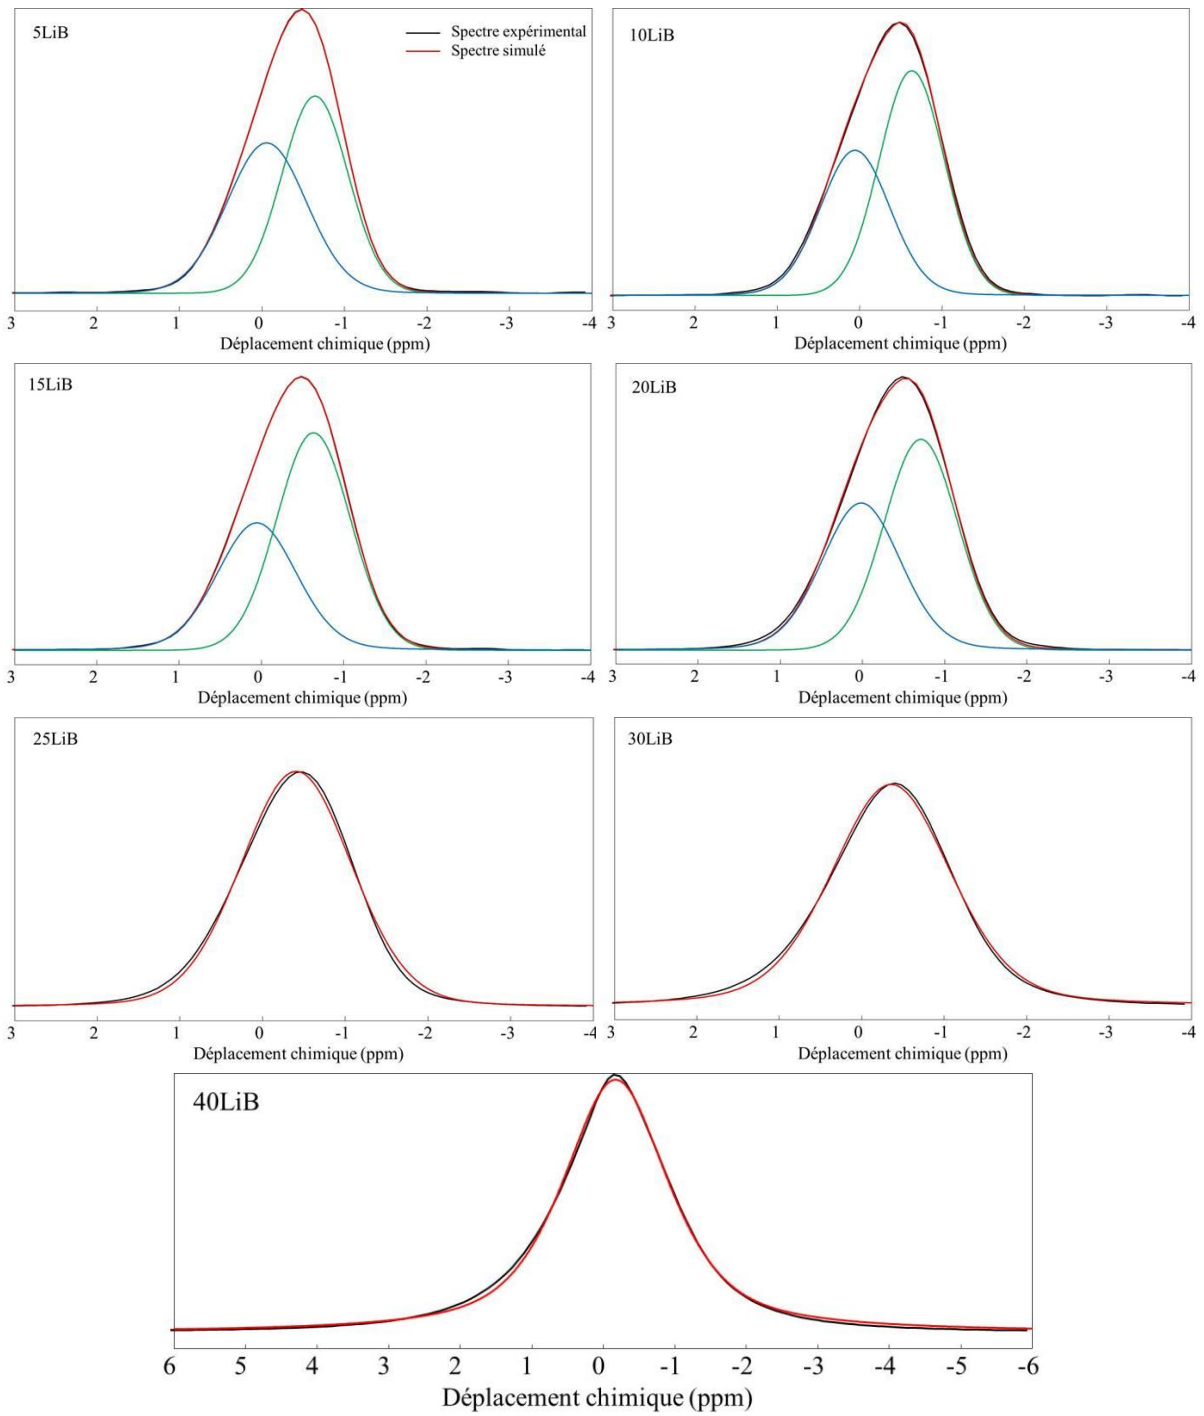 5LiB
Spectre expérimental
Spectre simulé
3 2 1 0 -1 -2 -3 -4
Déplacement chimique (ppm)
10LiB
3 2 1 0 -1 -2 -3 -4
Déplacement chimique (ppm)
15LiB
3 2 1 0 -1 -2 -3 -4
Déplacement chimique (ppm)
20LiB
3 2 1 0 -1 -2 -3 -4
Déplacement chimique (ppm)
25LiB
3 2 1 0 -1 -2 -3 -4
Déplacement chimique (ppm)
30LiB
3 2 1 0 -1 -2 -3 -4
Déplacement chimique (ppm)
40LiB
6 5 4 3 2 1 0 -1 -2 -3 -4 -5 -6
Déplacement chimique (ppm)